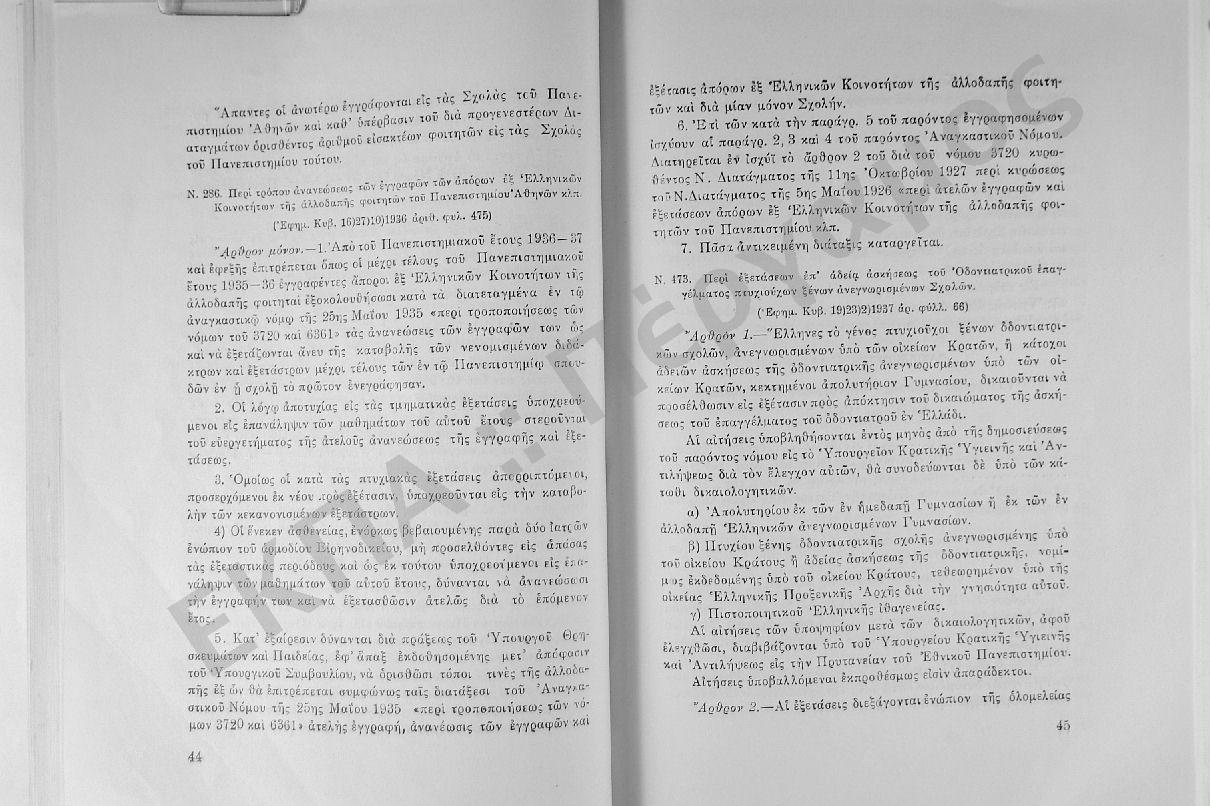 Ἅπαντες οἱ ἀνωτέρω ἐγγράφονται εἰς τὰς Σχολὰς τοῦ Πανε-
πιστημίου Ἀθηνῶν καὶ καθ' ὑπέρβασιν τοῦ διὰ προγενεστέρων Δι-
αταγμάτων ὁρισθέντος ἀριθμοῦ εἰσακτέων φοιτητῶν εἰς τὰς Σχολὰς
τοῦ Πανεπιστημίου τούτου.
Ν. 286. Περὶ τρόπου ἀνανεώσεως τῶν ἐγγραφῶν τῶν ἀπόρων ἐξ Ἑλληνικῶν
Κοινοτήτων τῆς ἀλλοδαπῆς φοιτητῶν τοῦ Πανεπιστημίου Ἀθηνῶν κλπ.
(Ἐφημ. Κυβ. 16)27)10)1936 ἀριθ. φυλ. 475)
Ἄρθρον μόνον.—1. Ἀπὸ τοῦ Πανεπιστημιακοῦ ἔτους 1936—37
καὶ ἐφεξῆς ἐπιτρέπεται ὅπως οἱ μέχρι τέλους τοῦ Πανεπιστημιακοῦ
ἔτους 1935—36 ἐγγραφέντες ἄποροι ἐξ Ἑλληνικῶν Κοινοτήτων τῆς
ἀλλοδαπῆς φοιτηταὶ ἐξακολουθήσωσι κατὰ τὰ διατεταγμένα ἐν τῷ
ἀναγκαστικῷ νόμῳ τῆς 25ης Μαΐου 1935 «περὶ τροποποιήσεως τῶν
νόμων τοῦ 3720 καὶ 6361» τὰς ἀνανεώσεις τῶν ἐγγραφῶν των ὡς
καὶ νὰ ἐξετάζωνται ἄνευ τῆς καταβολῆς τῶν νενομισμένων διδά-
κτρων καὶ ἐξετάστρων μέχρι τέλους τῶν ἐν τῷ Πανεπιστημίῳ σπου-
δῶν ἐν ᾗ σχολῇ τὸ πρῶτον ἐνεγράφησαν.
2. Οἱ λόγῳ ἀποτυχίας εἰς τὰς τμηματικὰς ἐξετάσεις ὑποχρεού-
μενοι εἰς ἐπανάληψιν τῶν μαθημάτων τοῦ αὐτοῦ ἔτους στεροῦνται
τοῦ εὐεργετήματος τῆς ἀτελοῦς ἀνανεώσεως τῆς ἐγγραφῆς καὶ ἐξε-
τάσεως.
3. Ὁμοίως οἱ κατὰ τὰς πτυχιακὰς ἐξετάσεις ἀπορριπτόμενοι,
προσερχόμενοι ἐκ νέου πρὸς ἐξέτασιν, ὑποχρεοῦνται εἰς τὴν καταβο-
λὴν τῶν κεκανονισμένων ἐξετάστρων.
4) Οἱ ἕνεκεν ἀσθενείας, ἐνόρκως βεβαιουμένης παρὰ δύο ἰατρῶν
ἐνώπιον τοῦ ἁρμοδίου Εἰρηνοδικείου, μὴ προσελθόντες εἰς ἁπάσας
τὰς ἐξεταστικὰς περιόδους καὶ ὡς ἐκ τούτου ὑποχρεούμενοι εἰς ἐπα-
νάληψιν τῶν μαθημάτων τοῦ αὐτοῦ ἔτους, δύνανται νὰ ἀνανεώσωσι
τὴν ἐγγραφήν των καὶ νὰ ἐξετασθῶσιν ἀτελῶς διὰ τὸ ἑπόμενον
ἔτος.
5. Κατ' ἐξαίρεσιν δύνανται διὰ πράξεως τοῦ Ὑπουργοῦ Θρη-
σκευμάτων καὶ Παιδείας, ἐφ' ἅπαξ ἐκδοθησομένης μετ' ἀπόφασιν
τοῦ Ὑπουργικοῦ Συμβουλίου, νὰ ὁρισθῶσι τόποι τινὲς τῆς ἀλλοδα-
πῆς ἐξ ὧν θὰ ἐπιτρέπεται συμφώνως ταῖς διατάξεσι τοῦ Ἀναγκα-
στικοῦ Νόμου τῆς 25ης Μαΐου 1935 «περὶ τροποποιήσεως τῶν νό-
μων 3720 καὶ 6361» ἀτελὴς ἐγγραφή, ἀνανέωσις τῶν ἐγγραφῶν καὶ
44
ἐξέτασις ἀπόρων ἐξ Ἑλληνικῶν Κοινοτήτων τῆς ἀλλοδαπῆς φοιτη-
τῶν καὶ διὰ μίαν μόνον Σχολήν.
6. Ἐπὶ τῶν κατὰ τὴν παράγρ. 5 τοῦ παρόντος ἐγγραφησομένων
ἰσχύουν αἱ παράγρ. 2, 3 καὶ 4 τοῦ παρόντος Ἀναγκαστικοῦ Νόμου.
Διατηρεῖται ἐν ἰσχύϊ τὸ ἄρθρον 2 τοῦ διὰ τοῦ νόμου 3720 κυρω-
θέντος Ν. Διατάγματος τῆς 11ης Ὀκτωβρίου 1927 περὶ κυρώσεως
τοῦ Ν. Διατάγματος τῆς 5ης Μαΐου 1926 «περὶ ἀτελῶν ἐγγραφῶν καὶ
ἐξετάσεων ἀπόρων ἐξ Ἑλληνικῶν Κοινοτήτων τῆς ἀλλοδαπῆς φοι-
τητῶν τοῦ Πανεπιστημίου κλπ.
7. Πᾶσα ἀντικειμένη διάταξις καταργεῖται.
Ν. 473. Περὶ ἐξετάσεων ἐπ' ἀδείᾳ ἀσκήσεως τοῦ Ὀδοντιατρικοῦ ἐπαγ-
γέλματος πτυχιούχων ξένων ἀνεγνωρισμένων Σχολῶν.
(Ἐφημ. Κυβ. 19)23)2)1937 ἀρ. φύλλ. 66)
Ἄρθρον 1.—Ἕλληνες τὸ γένος πτυχιοῦχοι ξένων ὀδοντιατρι-
κῶν σχολῶν, ἀνεγνωρισμένων ὑπὸ τῶν οἰκείων Κρατῶν, ἢ κάτοχοι
ἀδειῶν ἀσκήσεως τῆς ὀδοντιατρικῆς ἀνεγνωρισμένων ὑπὸ τῶν οἰ-
κείων Κρατῶν, κεκτημένοι ἀπολυτήριον Γυμνασίου, δικαιοῦνται νὰ
προσέλθωσιν εἰς ἐξέτασιν πρὸς ἀπόκτησιν τοῦ δικαιώματος τῆς ἀσκή-
σεως τοῦ ἐπαγγέλματος τοῦ ὀδοντιατροῦ ἐν Ἑλλάδι.
Αἱ αἰτήσεις ὑποβληθήσονται ἐντὸς μηνὸς ἀπὸ τῆς δημοσιεύσεως
τοῦ παρόντος νόμου εἰς τὸ Ὑπουργεῖον Κρατικῆς Ὑγιεινῆς καὶ Ἀν-
τιλήψεως διὰ τὸν ἔλεγχον αὐτῶν, θὰ συνοδεύωνται δὲ ὑπὸ τῶν κά-
τωθι δικαιολογητικῶν.
α) Ἀπολυτηρίου ἐκ τῶν ἐν ἡμεδαπῇ Γυμνασίων ἢ ἐκ τῶν ἐν
ἀλλοδαπῇ Ἑλληνικῶν ἀνεγνωρισμένων Γυμνασίων.
β) Πτυχίου ξένης ὀδοντιατρικῆς σχολῆς ἀνεγνωρισμένης ὑπὸ
τοῦ οἰκείου Κράτους ἢ ἀδείας ἀσκήσεως τῆς ὀδοντιατρικῆς, νομί-
μως ἐκδεδομένης ὑπὸ τοῦ οἰκείου Κράτους, τεθεωρημένον ὑπὸ τῆς
οἰκείας Ἑλληνικῆς Προξενικῆς Ἀρχῆς διὰ τὴν γνησιότητα αὐτοῦ.
γ) Πιστοποιητικοῦ Ἑλληνικῆς ἰθαγενείας.
Αἱ αἰτήσεις τῶν ὑποψηφίων μετὰ τῶν δικαιολογητικῶν, ἀφοῦ
ἐλεγχθῶσι, διαβιβάζονται ὑπὸ τοῦ Ὑπουργείου Κρατικῆς Ὑγιεινῆς
καὶ Ἀντιλήψεως εἰς τὴν Πρυτανείαν τοῦ Ἐθνικοῦ Πανεπιστημίου.
Αἰτήσεις ὑποβαλλόμεναι ἐκπροθέσμως εἰσὶν ἀπαράδεκτοι.
Ἄρθρον 2.—Αἱ ἐξετάσεις διεξάγονται ἐνώπιον τῆς ὁλομελείας
45